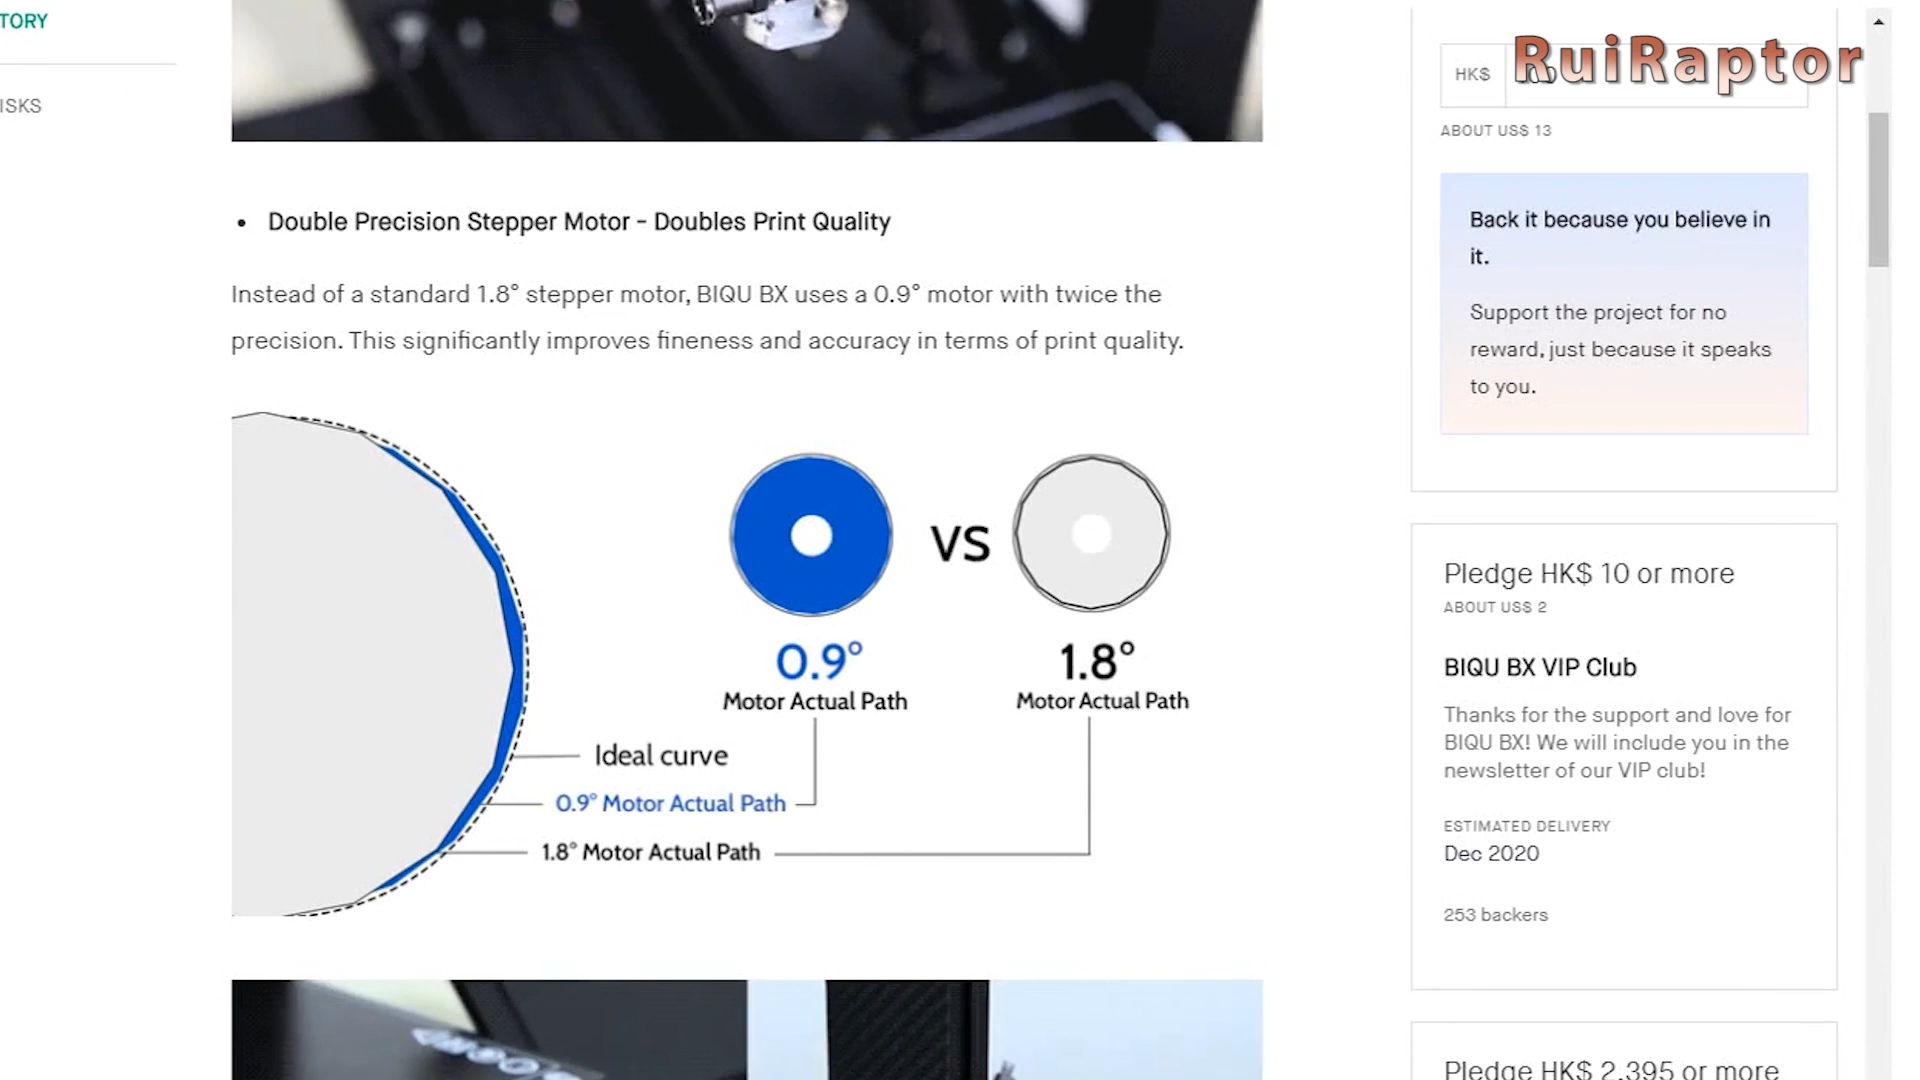 TORY
ISKS
RuiRaptor
HK$
ABOUT US$ 13
Back it because you believe in
it.
Support the project for no
reward, just because it speaks
to you.
• Double Precision Stepper Motor - Doubles Print Quality
Instead of a standard 1.8° stepper motor, BIQU BX uses a 0.9° motor with twice the
precision. This significantly improves fineness and accuracy in terms of print quality.
VS
0.9°
Motor Actual Path
1.8°
Motor Actual Path
Ideal curve
0.9° Motor Actual Path
1.8° Motor Actual Path
Pledge HK$ 10 or more
ABOUT US$ 2
BIQU BX VIP Club
Thanks for the support and love for
BIQU BX! We will include you in the
newsletter of our VIP club!
ESTIMATED DELIVERY
Dec 2020
253 backers
Pledge HK$ 2,395 or more